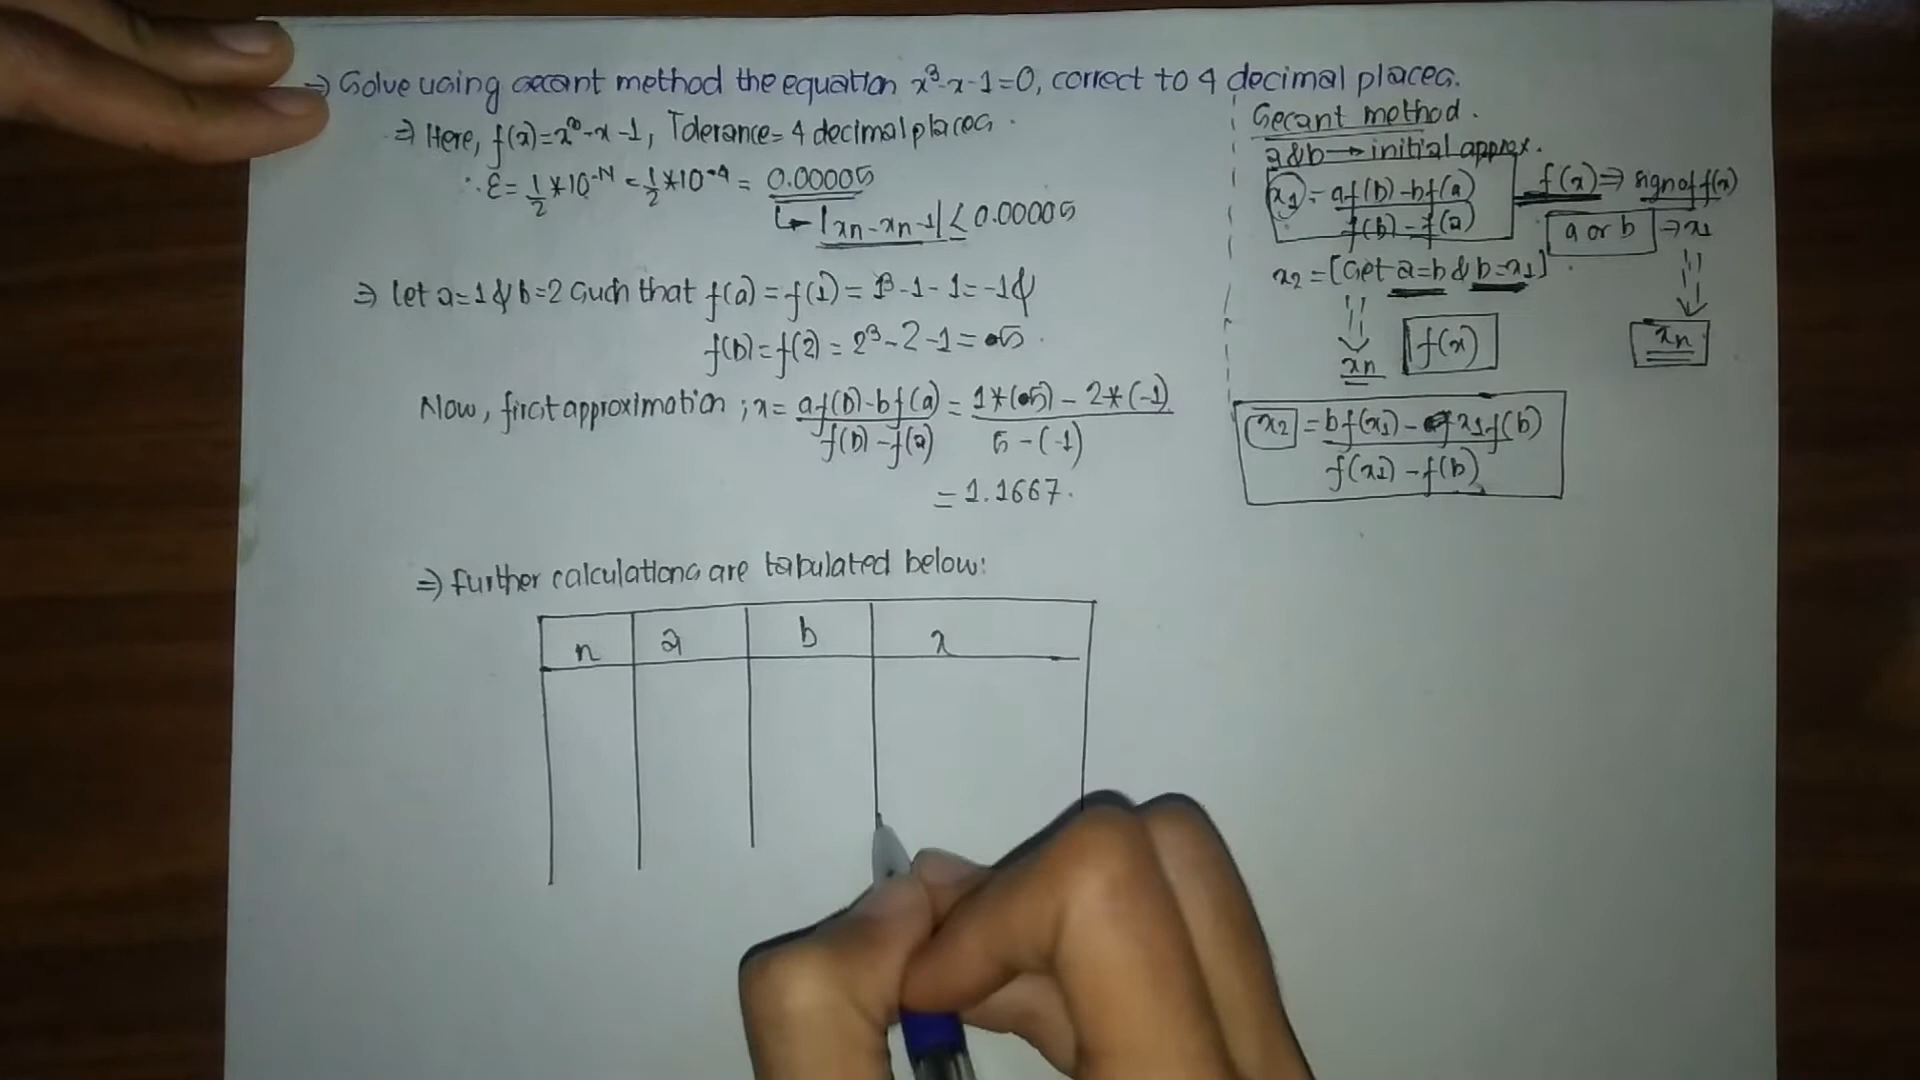 ⇒ Solve using secant method the equation x³-x-1=0, correct to 4 decimal places.
⇒ Here, f(x)=x³-x-1, Tolerance= 4 decimal places.
∴ ε= 1/2 *10^-N = 1/2 *10^-4 = 0.00005
↳ |xn-xn-1| ≤ 0.00005
⇒ let a=1 & b=2 such that f(a)=f(1)= 1³-1-1=-1 &
f(b)=f(2)=2³-2-1=5.
Now, first approximation; x= af(b)-bf(a) / f(b)-f(a) = 1*(5)-2*(-1) / 5-(-1)
= 1.1667.
⇒ further calculations are tabulated below:
n a b x
Secant method.
a&b→initial approx.
x1 = af(b)-bf(a) / f(b)-f(a)
f(x)⇒ sign of f(x)
a or b → x1
x2 = [Set a=b & b=x1]
xn
f(x)
xn
x2 = bf(x1)-x1f(b) / f(x1)-f(b)